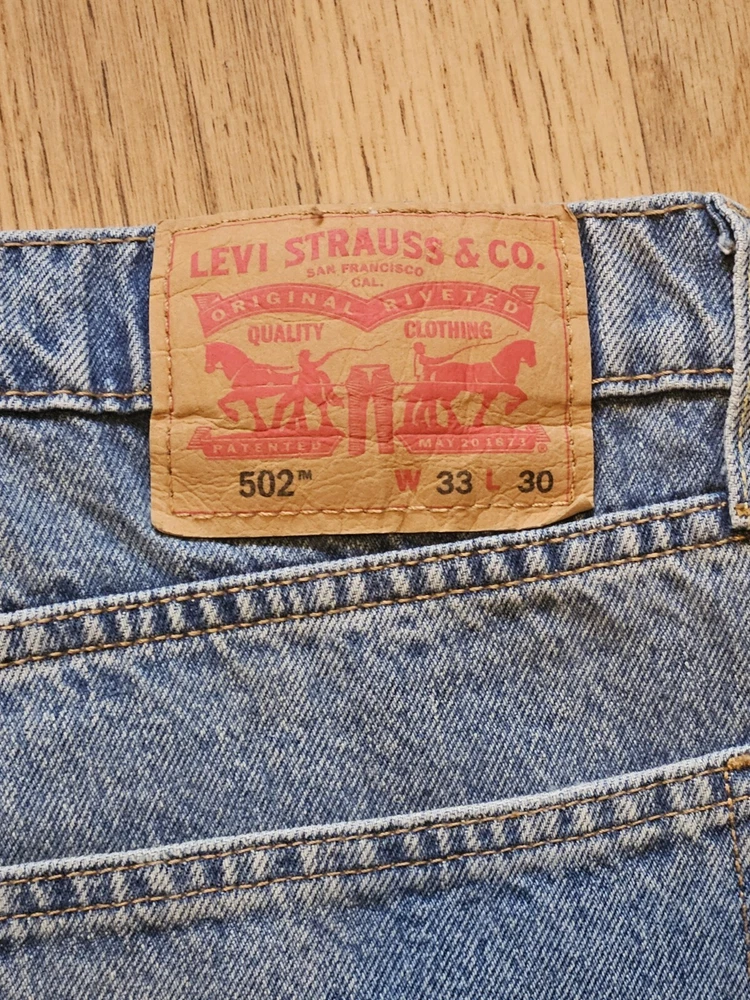 LEVI STRAUSS & CO.
SAN FRANCISCO
CAL.
ORIGINAL RIVETED
QUALITY CLOTHING
PATENTED MAY 20 1873
502™ W 33 L 30